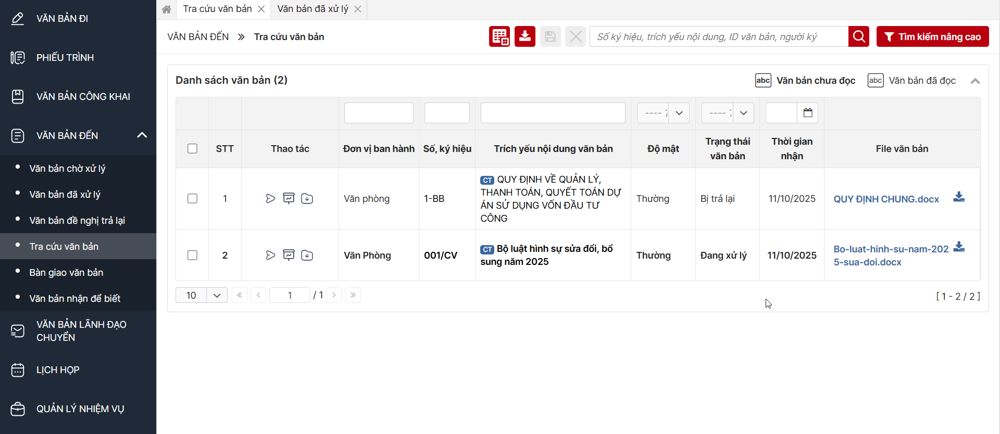 VĂN BẢN ĐI
PHIẾU TRÌNH
VĂN BẢN CÔNG KHAI
VĂN BẢN ĐẾN
Văn bản chờ xử lý
Văn bản đã xử lý
Văn bản đề nghị trả lại
Tra cứu văn bản
Bàn giao văn bản
Văn bản nhận để biết
VĂN BẢN LÃNH ĐẠO
CHUYỂN
LỊCH HỌP
QUẢN LÝ NHIỆM VỤ
Tra cứu văn bản
Văn bản đã xử lý
VĂN BẢN ĐẾN » Tra cứu văn bản
Số ký hiệu, trích yếu nội dung, ID văn bản, người ký
Tìm kiếm nâng cao
Danh sách văn bản (2)
abc Văn bản chưa đọc
abc Văn bản đã đọc
----
----
STT
Thao tác
Đơn vị ban hành
Số, ký hiệu
Trích yếu nội dung văn bản
Độ mật
Trạng thái
văn bản
Thời gian
nhận
File văn bản
1
Văn phòng
1-BB
CT QUY ĐỊNH VỀ QUẢN LÝ,
THANH TOÁN, QUYẾT TOÁN DỰ
ÁN SỬ DỤNG VỐN ĐẦU TƯ
CÔNG
Thường
Bị trả lại
11/10/2025
QUY ĐỊNH CHUNG.docx
2
Văn Phòng
001/CV
CT Bộ luật hình sự sửa đổi, bổ
sung năm 2025
Thường
Đang xử lý
11/10/2025
Bo-luat-hinh-su-nam-202
5-sua-doi.docx
10
1 / 1
[ 1 - 2 / 2 ]